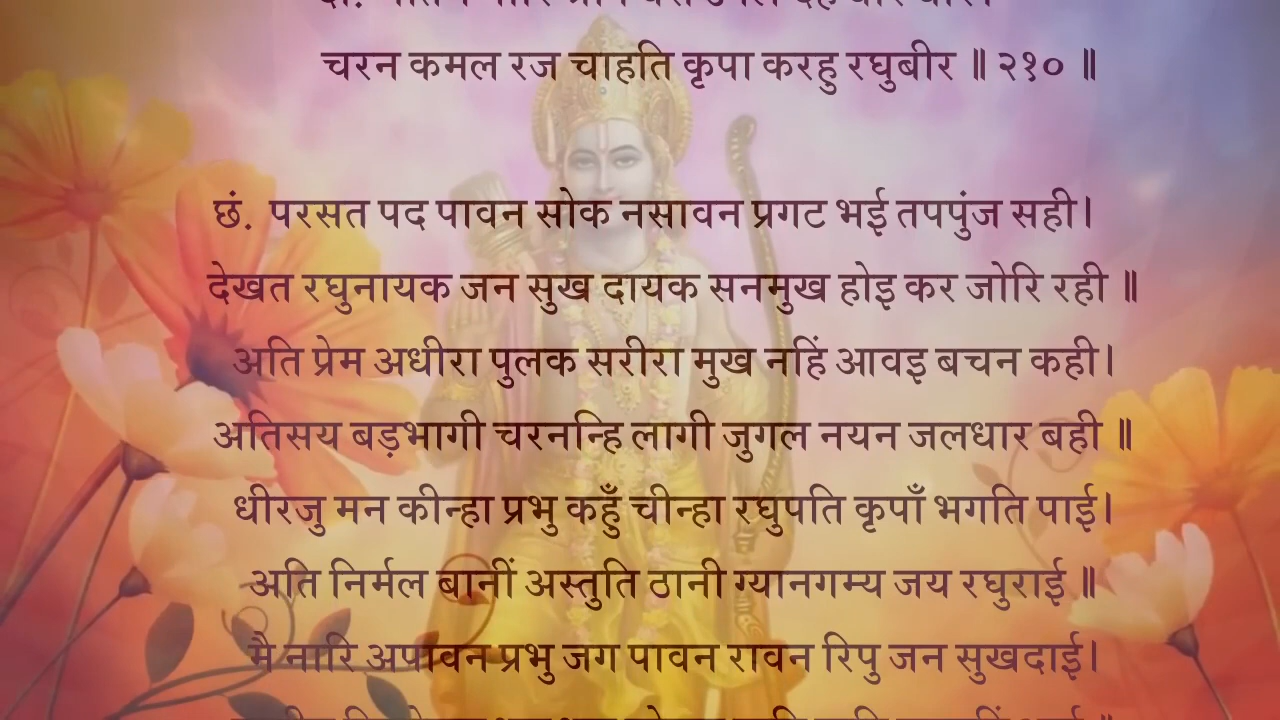 चरन कमल रज चाहति कृपा करहु रघुबीर ॥ २१० ॥
छं. परसत पद पावन सोक नसावन प्रगट भई तपपुंज सही।
देखत रघुनायक जन सुख दायक सनमुख होइ कर जोरि रही ॥
अति प्रेम अधीरा पुलक सरीरा मुख नहिं आवइ बचन कही।
अतिसय बड़भागी चरनन्हि लागी जुगल नयन जलधार बही ॥
धीरजु मन कीन्हा प्रभु कहुँ चीन्हा रघुपति कृपाँ भगति पाई।
अति निर्मल बानीं अस्तुति ठानी ग्यानगम्य जय रघुराई ॥
मै नारि अपावन प्रभु जग पावन रावन रिपु जन सुखदाई।